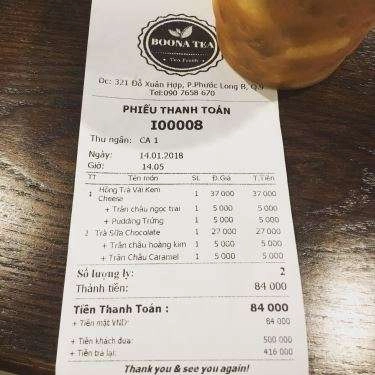 BOONA TEA
Tea Fresh
Dc: 321 Đỗ Xuân Hợp, P.Phước Long B, Q.9
Tel:090 7658 670
PHIẾU THANH TOÁN
I00008
Thu ngân: CA 1
Ngày: 14.01.2018
Giờ: 14.05
TT Tên món SL Đ.Giá T.Tiền
1 Hồng Trà Vải Kem Cheese 1 37 000 37 000
+ Trân châu ngọc trai 1 5 000 5 000
+ Pudding Trứng 1 5 000 5 000
2 Trà Sữa Chocolate 1 27 000 27 000
+ Trân châu hoàng kim 1 5 000 5 000
+ Trân Châu Caramel 1 5 000 5 000
Số lượng ly: 2
Thành tiền: 84 000
Tiền Thanh Toán : 84 000
+ Tiền mặt VND: 84 000
+ Tiền khách đưa: 500 000
+ Tiền trả lại: 416 000
Thank you & see you again!